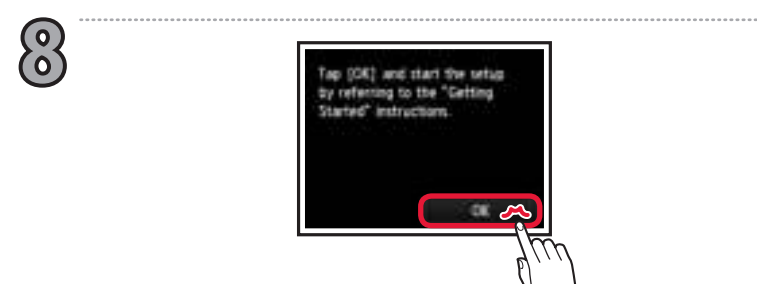 8
Tap [OK] and start the setup
by referring to the "Getting
Started" instructions.
OK